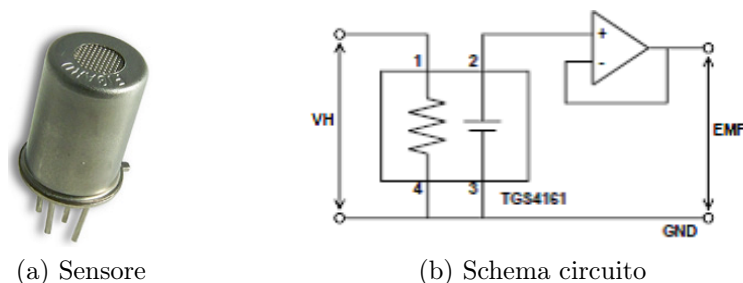 1
2
+
-
VH
EMF
4
3
TGS4161
GND
(a) Sensore
(b) Schema circuito